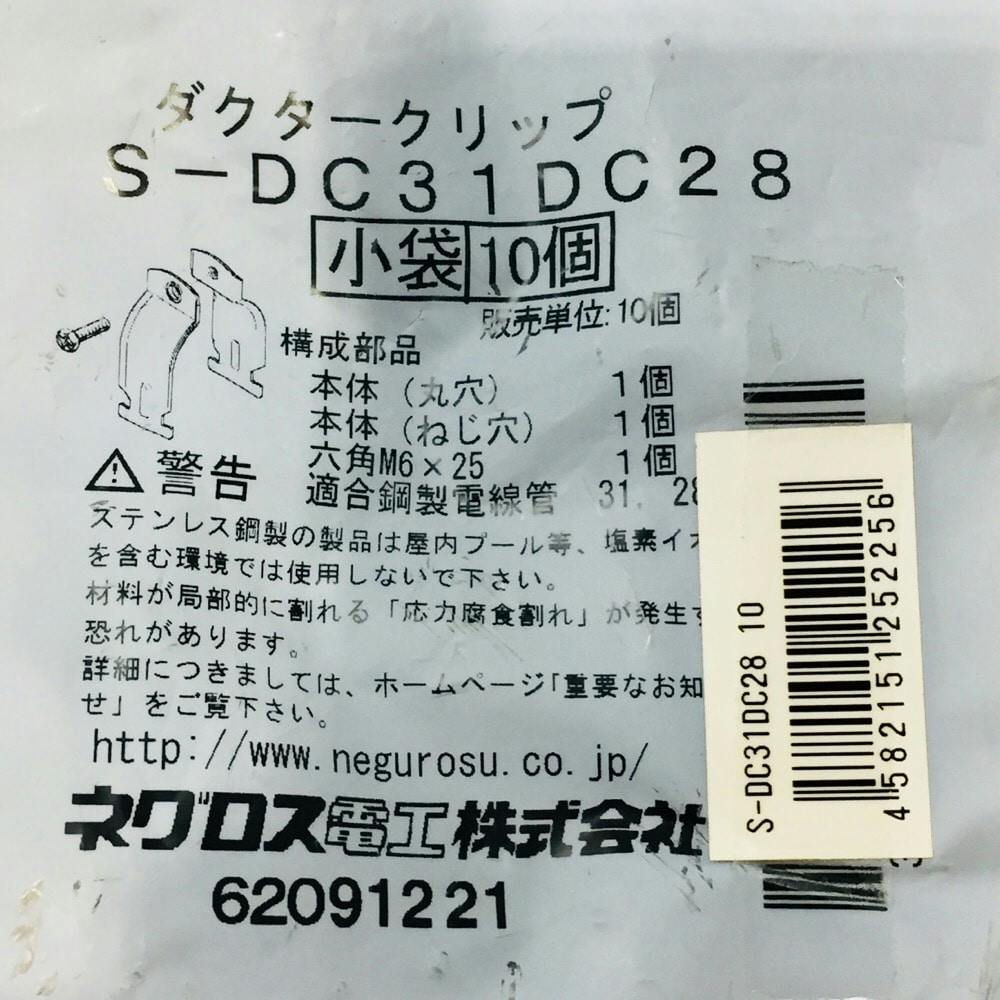 ダクタークリップ
S-DC31DC28
小袋 10個
販売単位:10個
構成部品
本体（丸穴） 1個
本体（ねじ穴） 1個
六角M6×25 1個
適合鋼製電線管 31, 28
警告
ステンレス鋼製の製品は屋内プール等、塩素イオ
を含む環境では使用しないで下さい。
材料が局部的に割れる「応力腐食割れ」が発生す
恐れがあります。
詳細につきましては、ホームページ「重要なお知
せ」をご覧下さい。
http://www.negurosu.co.jp/
ネグロス電工株式会社
62091221
S-DC31DC28 10
4582151252256